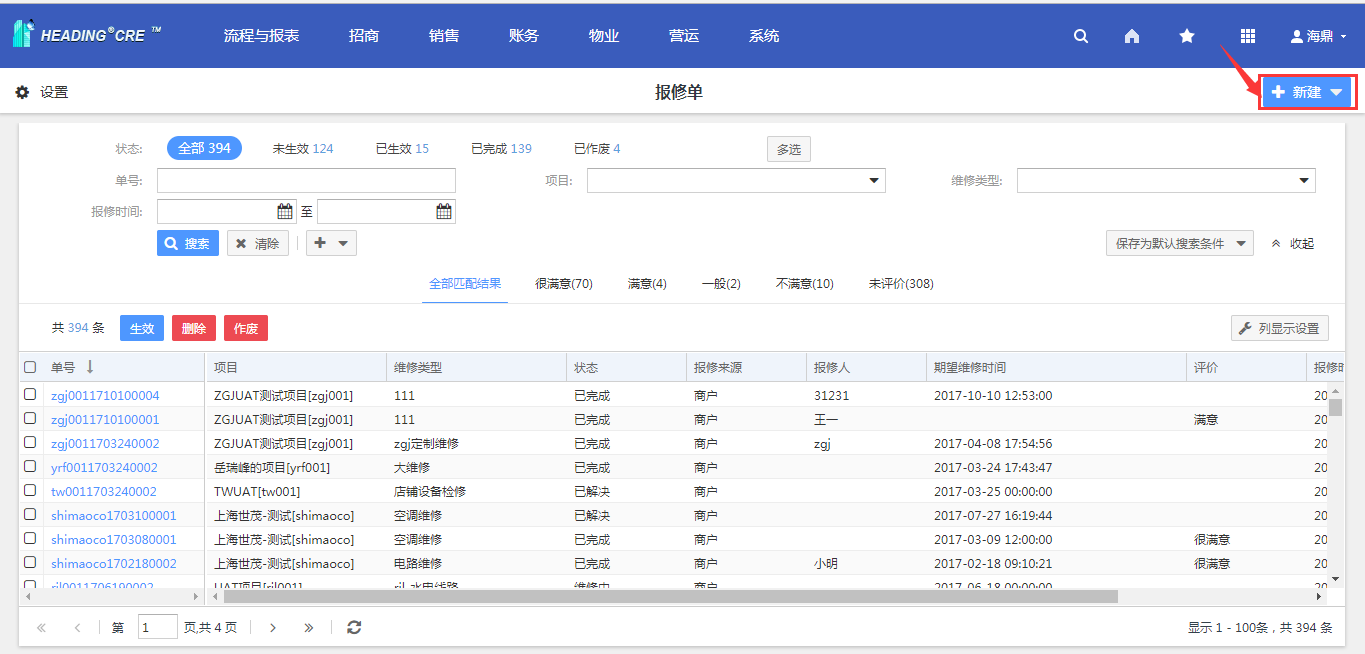 HEADING®CRE ™ 流程与报表 招商 销售 账务 物业 营运 系统 海鼎
设置 报修单 新建
状态: 全部 394 未生效 124 已生效 15 已完成 139 已作废 4 多选
单号: 项目: 维修类型:
报修时间: 至
搜索 清除 保存为默认搜索条件 收起
全部匹配结果 很满意(70) 满意(4) 一般(2) 不满意(10) 未评价(308)
共 394 条 生效 删除 作废 列显示设置
单号 项目 维修类型 状态 报修来源 报修人 期望维修时间 评价 报修时
zgj0011710100004 ZGJUAT测试项目[zgj001] 111 已完成 商户 31231 2017-10-10 12:53:00 20
zgj0011710100001 ZGJUAT测试项目[zgj001] 111 已完成 商户 王一 满意 20
zgj0011703240002 ZGJUAT测试项目[zgj001] zgj定制维修 已完成 商户 zgj 2017-04-08 17:54:56 20
yrf0011703240002 岳瑞峰的项目[yrf001] 大维修 已完成 商户 2017-03-24 17:43:47 20
tw0011703240002 TWUAT[tw001] 店铺设备检修 已解决 商户 2017-03-25 00:00:00 20
shimaoco1703100001 上海世茂-测试[shimaoco] 空调维修 已解决 商户 2017-07-27 16:19:44 20
shimaoco1703080001 上海世茂-测试[shimaoco] 空调维修 已完成 商户 2017-03-09 12:00:00 很满意 20
shimaoco1702180002 上海世茂-测试[shimaoco] 电路维修 已完成 商户 小明 2017-02-18 09:10:21 很满意 20
rjl0011706190002 UAT项目[rjl001] rjl-水电线路 维修中 商户 2017-06-18 00:00:00 20
第 1 页,共 4 页 显示 1 - 100条，共 394 条